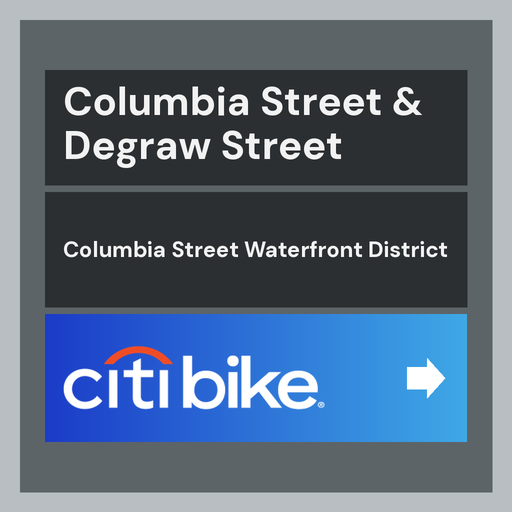 Columbia Street &
Degraw Street
Columbia Street Waterfront District
citi bike®